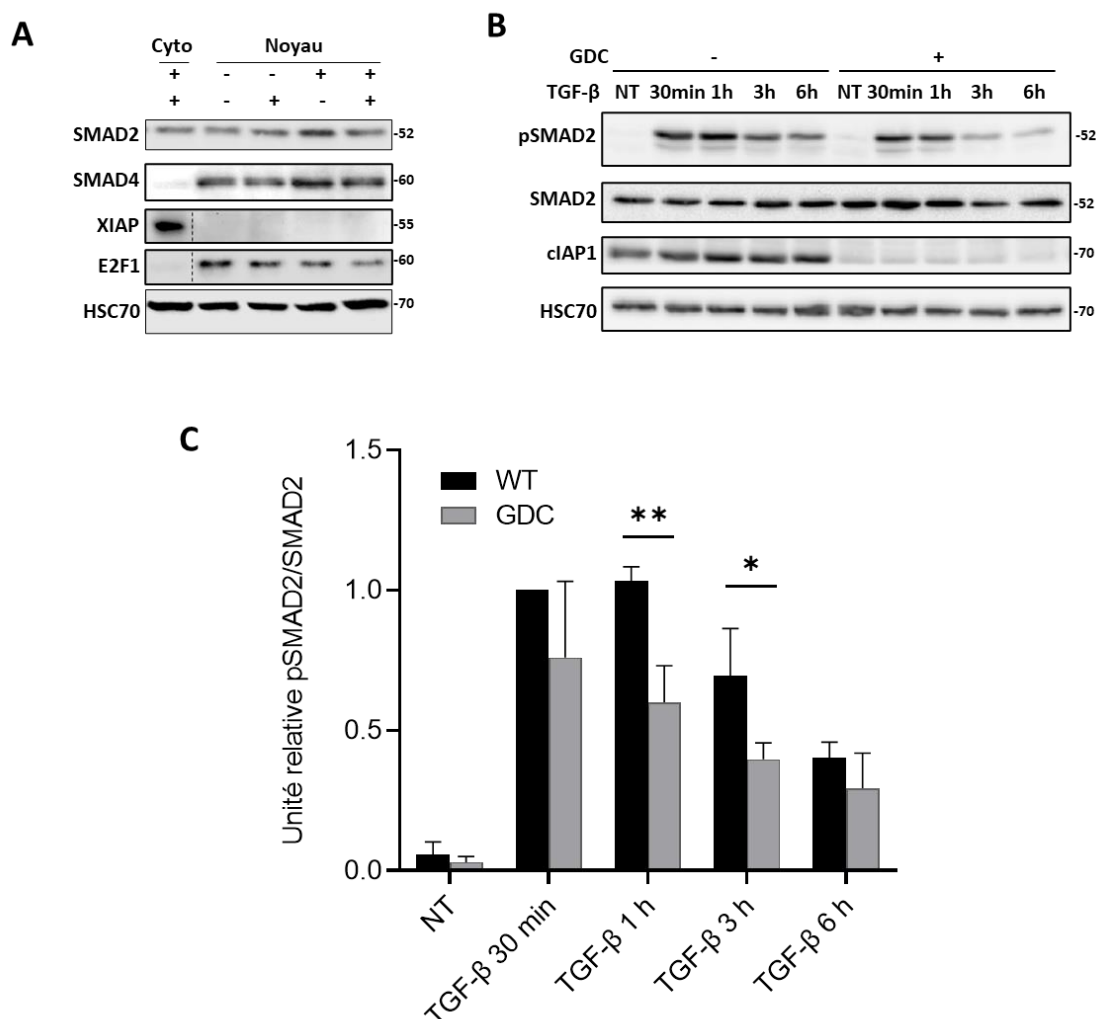 A
Cyto Noyau
+ - - + +
+ - + - +
SMAD2 -52
SMAD4 -60
XIAP -55
E2F1 -60
HSC70 -70
B
GDC - +
TGF-β NT 30min 1h 3h 6h NT 30min 1h 3h 6h
pSMAD2 -52
SMAD2 -52
cIAP1 -70
HSC70 -70
C
Unité relative pSMAD2/SMAD2
1.5
1.0
0.5
0.0
WT
GDC
**
*
NT
TGF-β 30 min
TGF-β 1 h
TGF-β 3 h
TGF-β 6 h